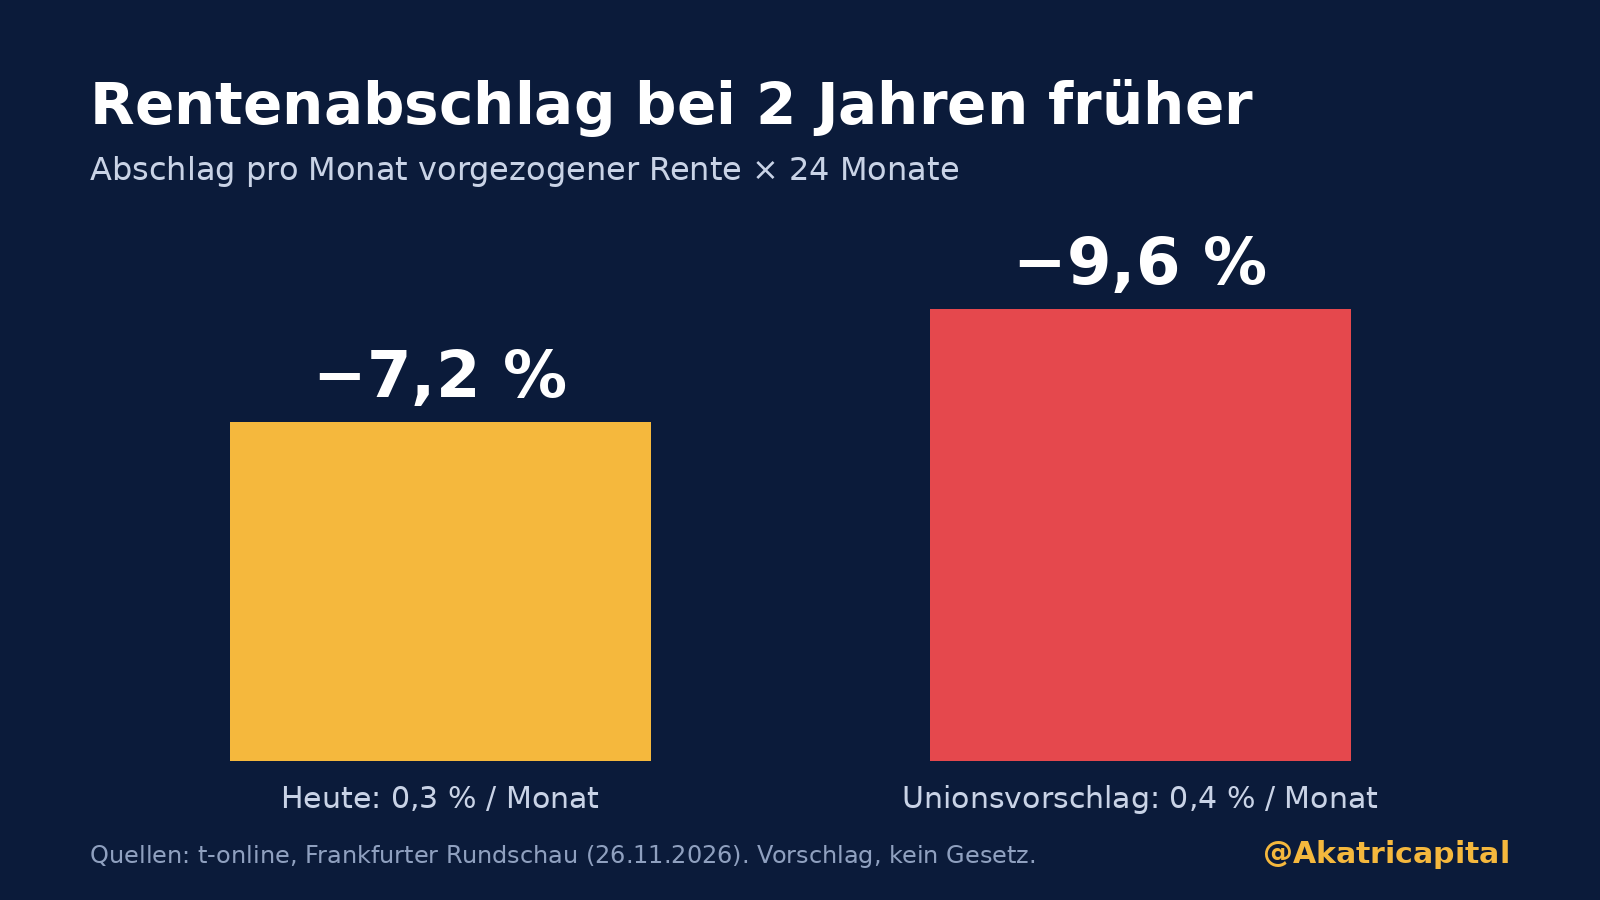 Rentenabschlag bei 2 Jahren früher
Abschlag pro Monat vorgezogener Rente × 24 Monate
−7,2 %
−9,6 %
Heute: 0,3 % / Monat
Unionsvorschlag: 0,4 % / Monat
Quellen: t-online, Frankfurter Rundschau (26.11.2026). Vorschlag, kein Gesetz.
@Akatricapital